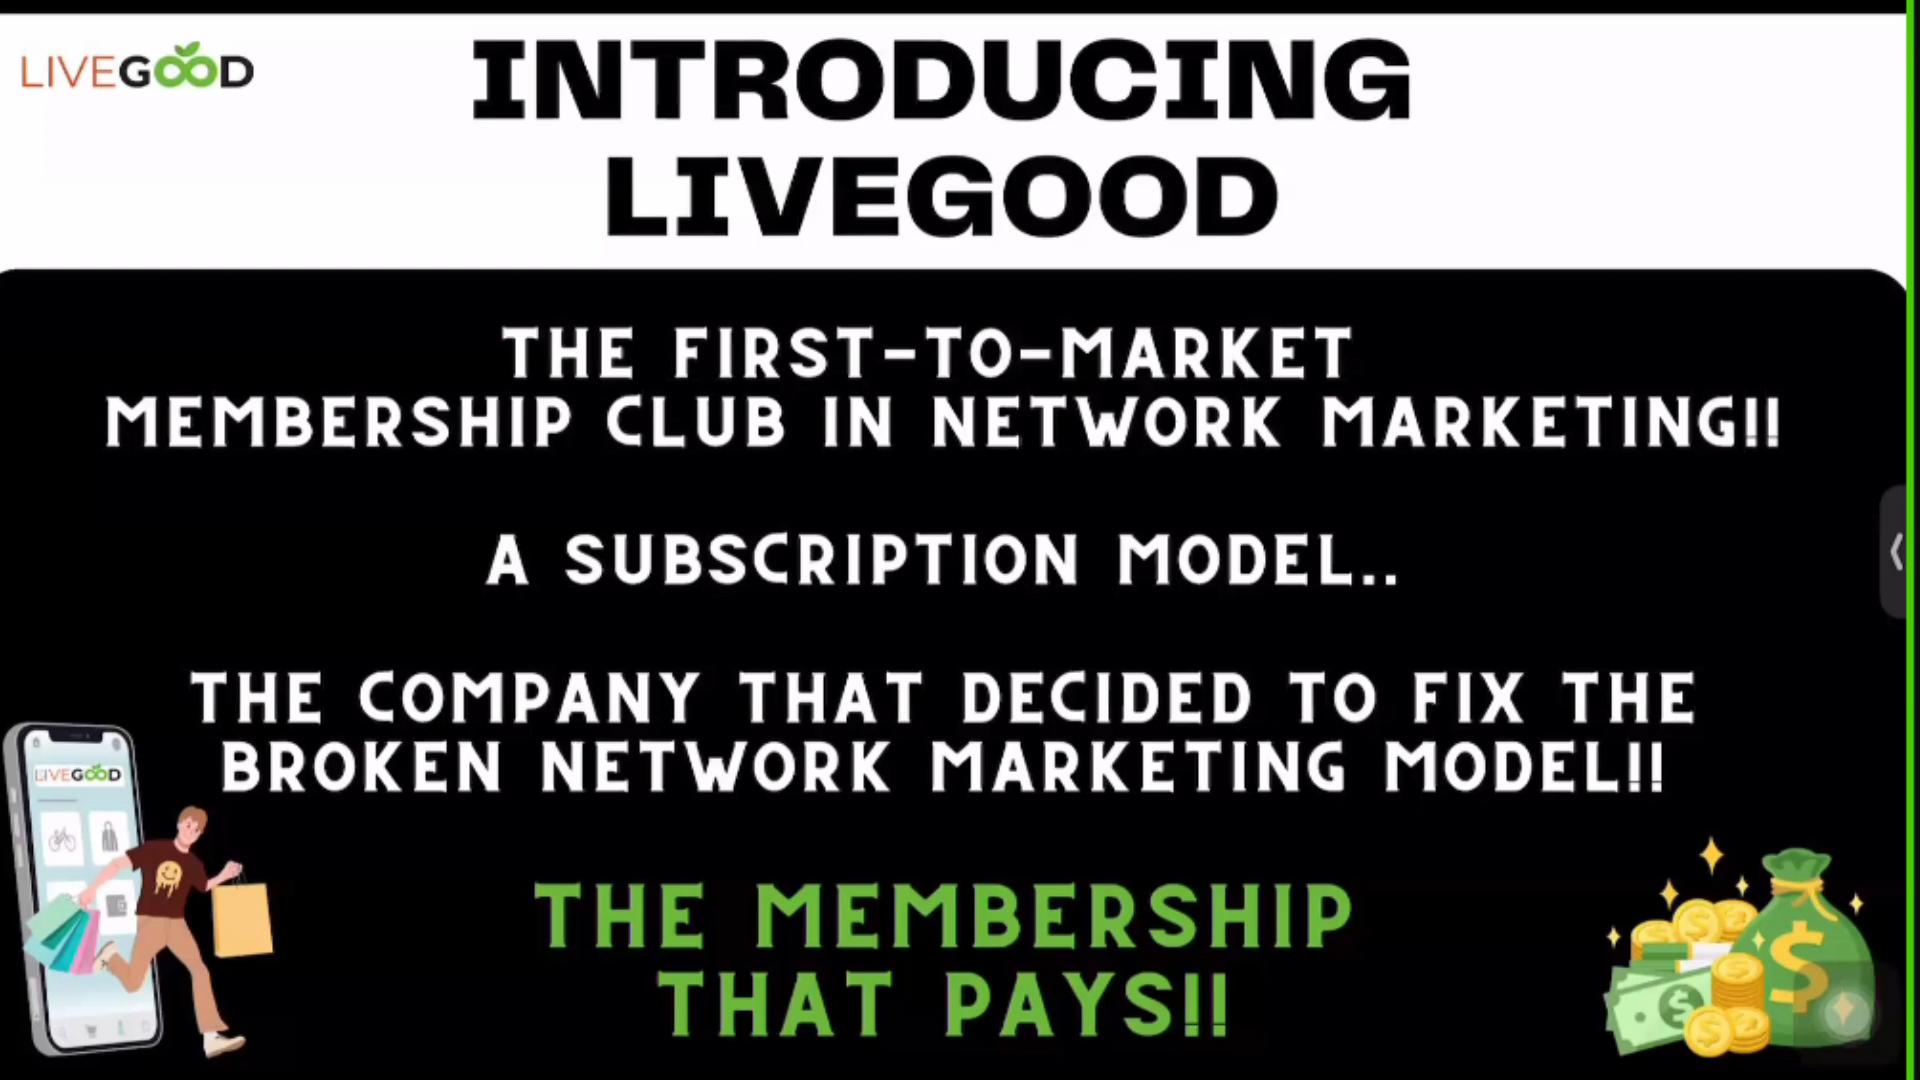 LIVEGOOD
INTRODUCING
LIVEGOOD
THE FIRST-TO-MARKET
MEMBERSHIP CLUB IN NETWORK MARKETING!!
A SUBSCRIPTION MODEL..
THE COMPANY THAT DECIDED TO FIX THE
BROKEN NETWORK MARKETING MODEL!!
LIVEGOOD
THE MEMBERSHIP
THAT PAYS!!